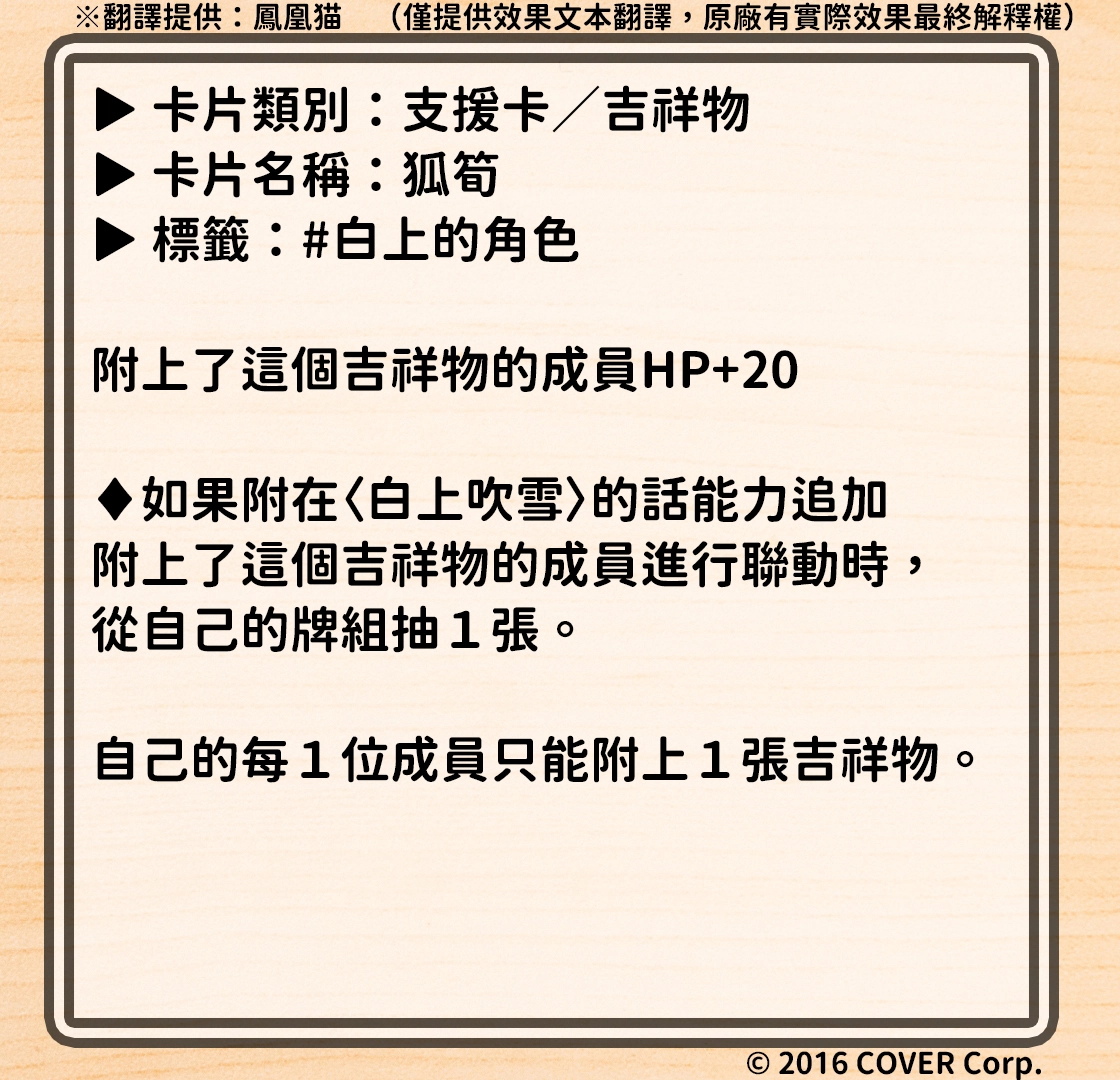 ※翻譯提供：鳳凰猫　（僅提供效果文本翻譯，原廠有實際效果最終解釋權）
▶ 卡片類別：支援卡／吉祥物
▶ 卡片名稱：狐筍
▶ 標籤：#白上的角色
附上了這個吉祥物的成員HP+20
♦如果附在〈白上吹雪〉的話能力追加
附上了這個吉祥物的成員進行聯動時，
從自己的牌組抽１張。
自己的每１位成員只能附上１張吉祥物。
© 2016 COVER Corp.